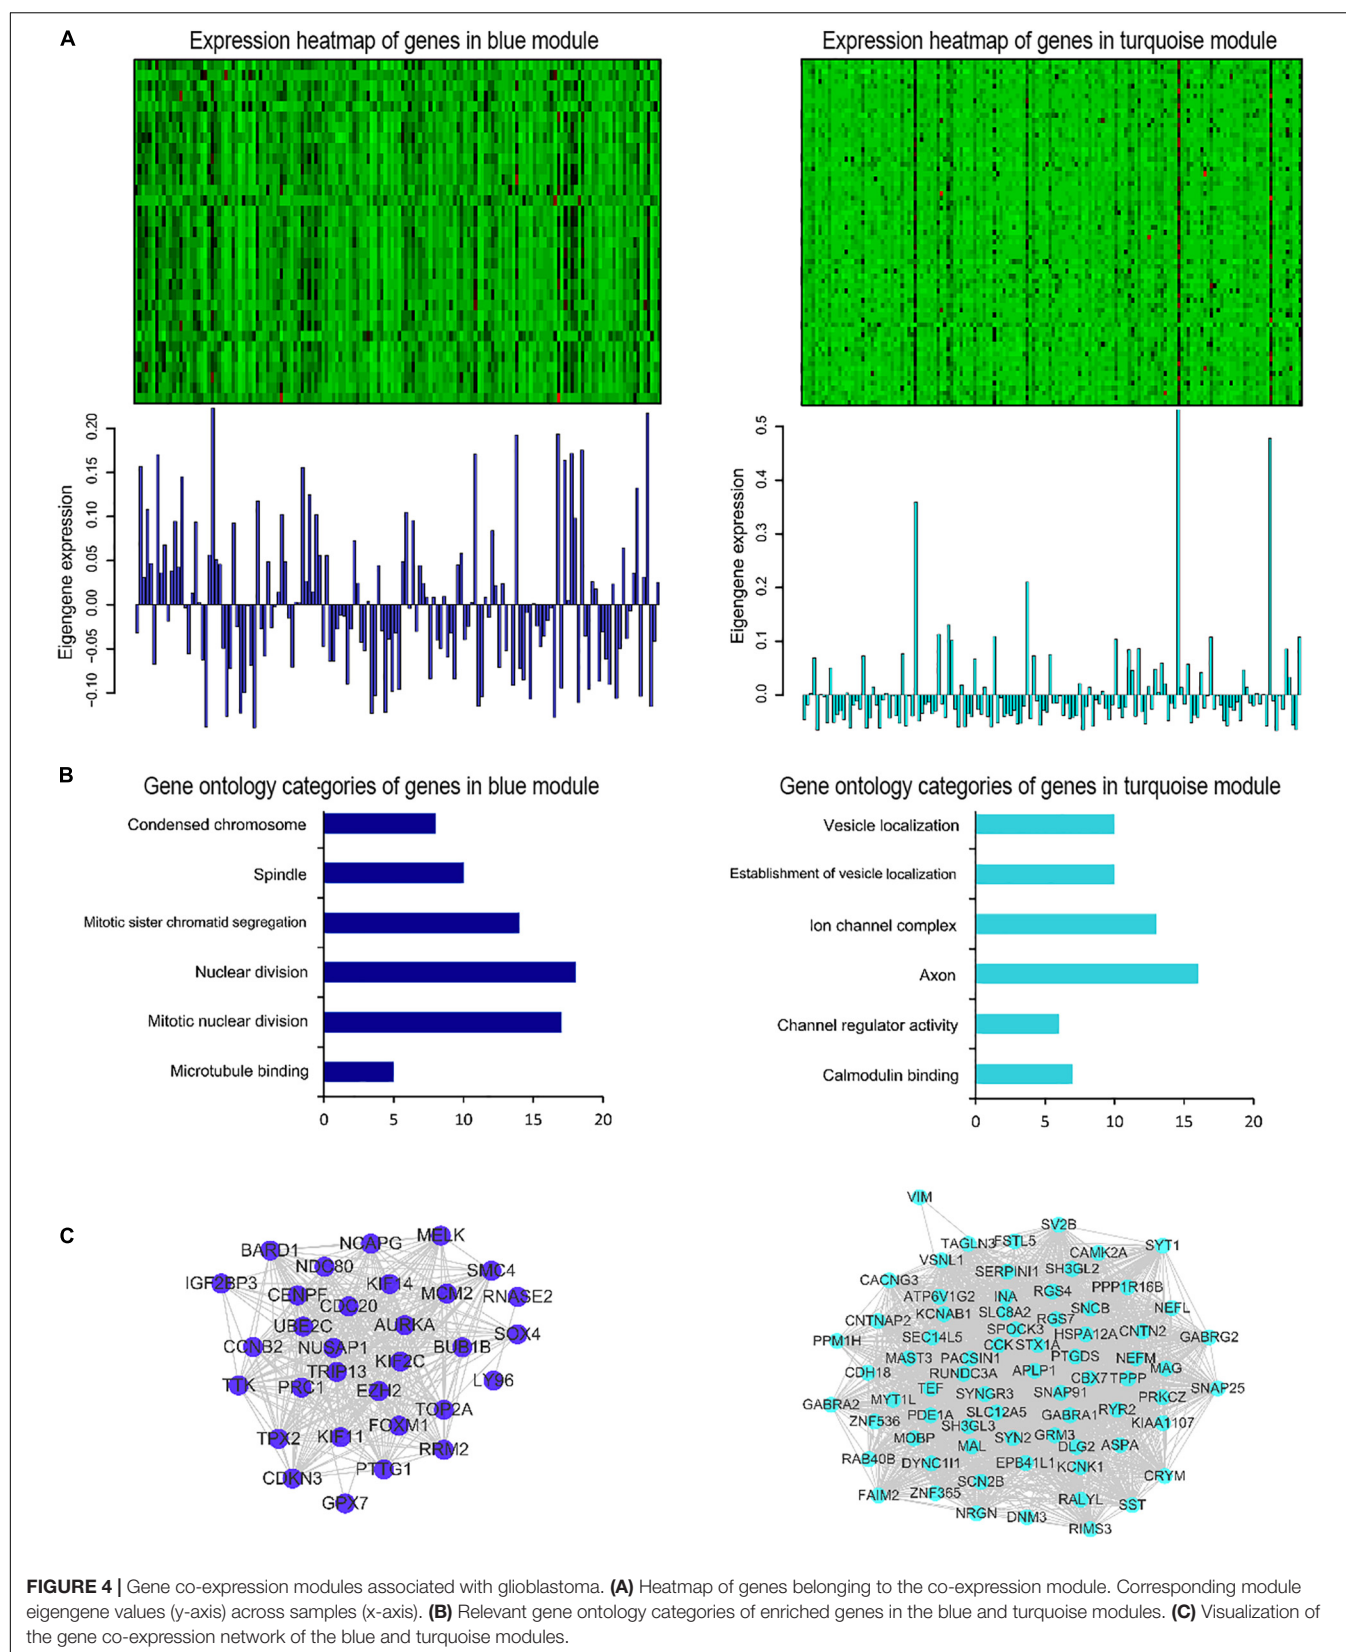 A
Expression heatmap of genes in blue module
Expression heatmap of genes in turquoise module
Eigengene expression
0.20
0.15
0.10
0.05
0.00
−0.05
−0.10
Eigengene expression
0.5
0.4
0.3
0.2
0.1
0.0
B
Gene ontology categories of genes in blue module
Condensed chromosome
Spindle
Mitotic sister chromatid segregation
Nuclear division
Mitotic nuclear division
Microtubule binding
0 5 10 15 20
Gene ontology categories of genes in turquoise module
Vesicle localization
Establishment of vesicle localization
Ion channel complex
Axon
Channel regulator activity
Calmodulin binding
0 5 10 15 20
C
MELK
NCAPG
BARD1
NDC80
SMC4
IGF2BP3
KIF14
CENPF
MCM2
RNASE2
CDC20
UBE2C
AURKA
SOX4
CCNB2
NUSAP1
BUB1B
KIF2C
TRIP13
LY96
TTK
PRC1
EZH2
TOP2A
FOXM1
TPX2
KIF11
RRM2
PTTG1
CDKN3
GPX7
VIM
SV2B
TAGLN3
FSTL5
SYT1
VSNL1
CAMK2A
SERPINI1
SH3GL2
CACNG3
PPP1R16B
ATP6V1G2
INA
RGS4
KCNAB1
SLC8A2
SNCB
NEFL
CNTNAP2
RGS7
SPOCK3
HSPA12A
CNTN2
PPM1H
SEC14L5
GABRG2
CCK
STX1A
MAST3
PACSIN1
PTGDS
NEFM
CDH18
RUNDC3A
APLP1
MAG
CBX7
TPPP
TEF
SYNGR3
SNAP91
SNAP25
GABRA2
MYT1L
PRKCZ
PDE1A
SLC12A5
GABRA1
RYR2
ZNF536
SH3GL3
KIAA1107
MOBP
SYN2
GRM3
MAL
DLG2
ASPA
RAB40B
DYNC1I1
EPB41L1
KCNK1
SCN2B
CRYM
FAIM2
ZNF365
RALYL
SST
NRGN
DNM3
RIMS3
FIGURE 4 | Gene co-expression modules associated with glioblastoma. (A) Heatmap of genes belonging to the co-expression module. Corresponding module
eigengene values (y-axis) across samples (x-axis). (B) Relevant gene ontology categories of enriched genes in the blue and turquoise modules. (C) Visualization of
the gene co-expression network of the blue and turquoise modules.